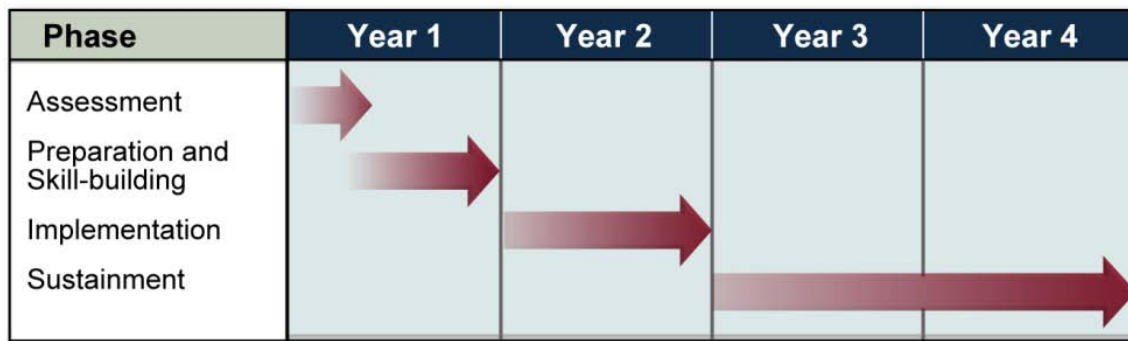 Phase Year 1 Year 2 Year 3 Year 4
Assessment
Preparation and
Skill-building
Implementation
Sustainment